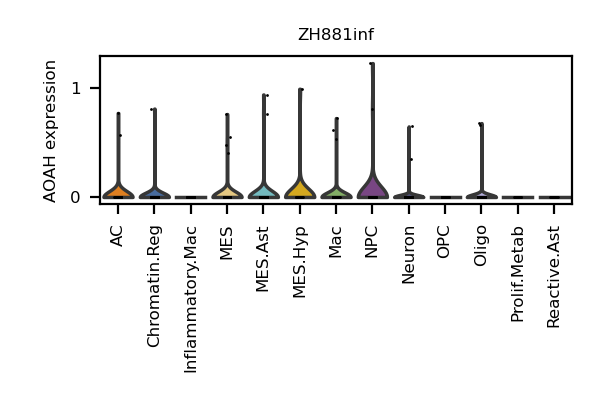 ZH881inf
AOAH expression
1
0
AC
Chromatin.Reg
Inflammatory.Mac
MES
MES.Ast
MES.Hyp
Mac
NPC
Neuron
OPC
Oligo
Prolif.Metab
Reactive.Ast